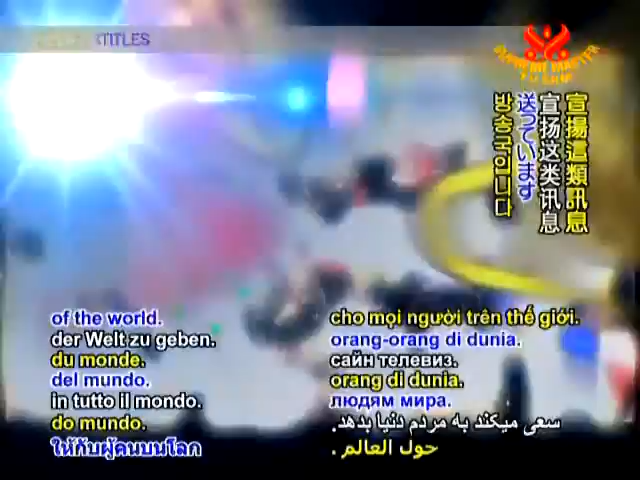 TITLES
SUPREME MASTER
TV.COM
宣揚這類訊息
宣扬这类讯息
送っています
방송국입니다
of the world.
der Welt zu geben.
du monde.
del mundo.
in tutto il mondo.
do mundo.
ให้กับผู้คนบนโลก
cho mọi người trên thế giới.
orang-orang di dunia.
сайн телевиз.
orang di dunia.
людям мира.
سعی میکند به مردم دنیا بدهد.
حول العالم .